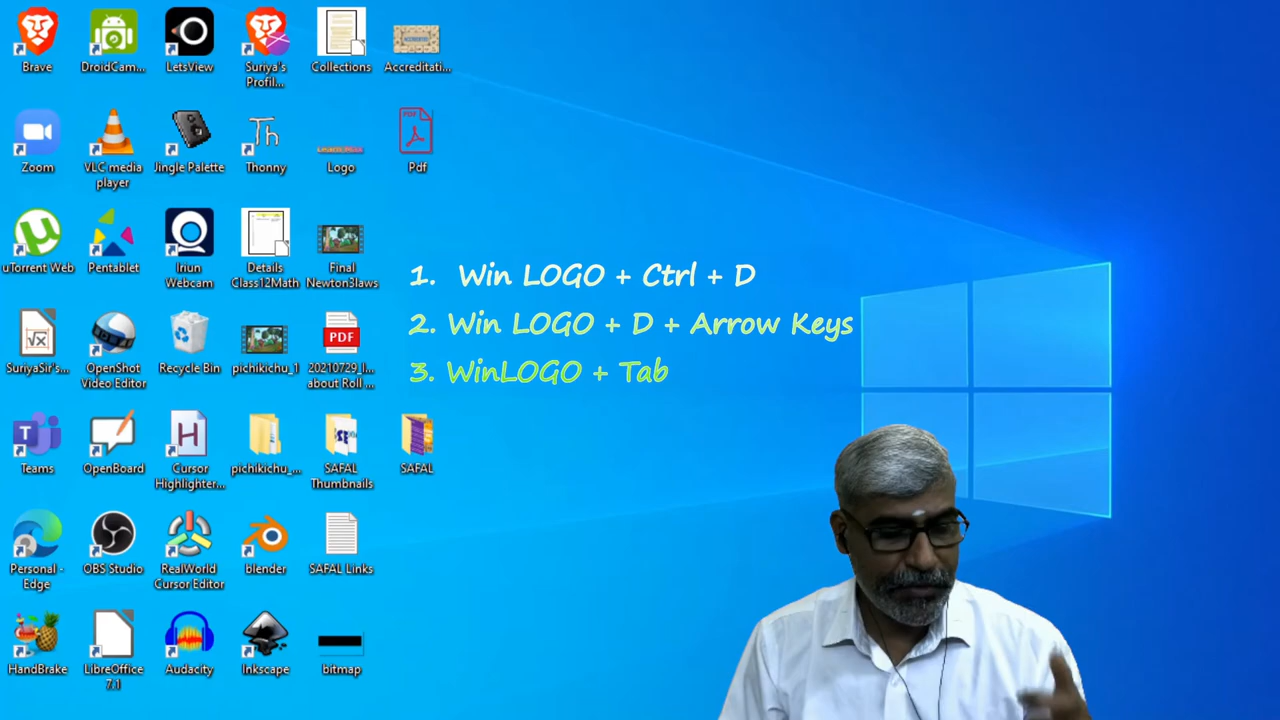 Brave
DroidCam...
LetsView
Suriya's
Profil...
Collections
Accreditati...
Zoom
VLC media
player
Jingle Palette
Th
Thonny
Logo
PDF
Pdf
uTorrent Web
Pentablet
Iriun
Webcam
Details
Class12Math
Final
Newton3laws
1. Win LOGO + Ctrl + D
2. Win LOGO + D + Arrow Keys
3. WinLOGO + Tab
SuriyaSir's...
OpenShot
Video Editor
Recycle Bin
pichikichu_1
PDF
20210729_I...
about Roll ...
T
Teams
OpenBoard
H
Cursor
Highlighter...
pichikichu_...
SAFAL
Thumbnails
SAFAL
Personal -
Edge
OBS Studio
RealWorld
Cursor Editor
blender
SAFAL Links
HandBrake
LibreOffice
7.1
Audacity
Inkscape
bitmap